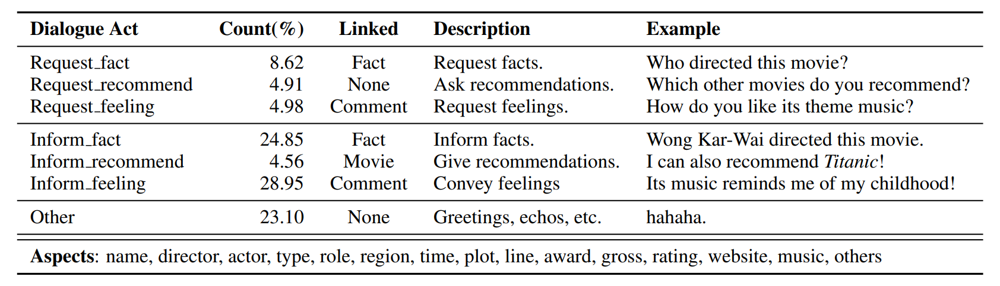 Dialogue Act Count(%) Linked Description Example
Request_fact 8.62 Fact Request facts. Who directed this movie?
Request_recommend 4.91 None Ask recommendations. Which other movies do you recommend?
Request_feeling 4.98 Comment Request feelings. How do you like its theme music?
Inform_fact 24.85 Fact Inform facts. Wong Kar-Wai directed this movie.
Inform_recommend 4.56 Movie Give recommendations. I can also recommend Titanic!
Inform_feeling 28.95 Comment Convey feelings Its music reminds me of my childhood!
Other 23.10 None Greetings, echos, etc. hahaha.
Aspects: name, director, actor, type, role, region, time, plot, line, award, gross, rating, website, music, others